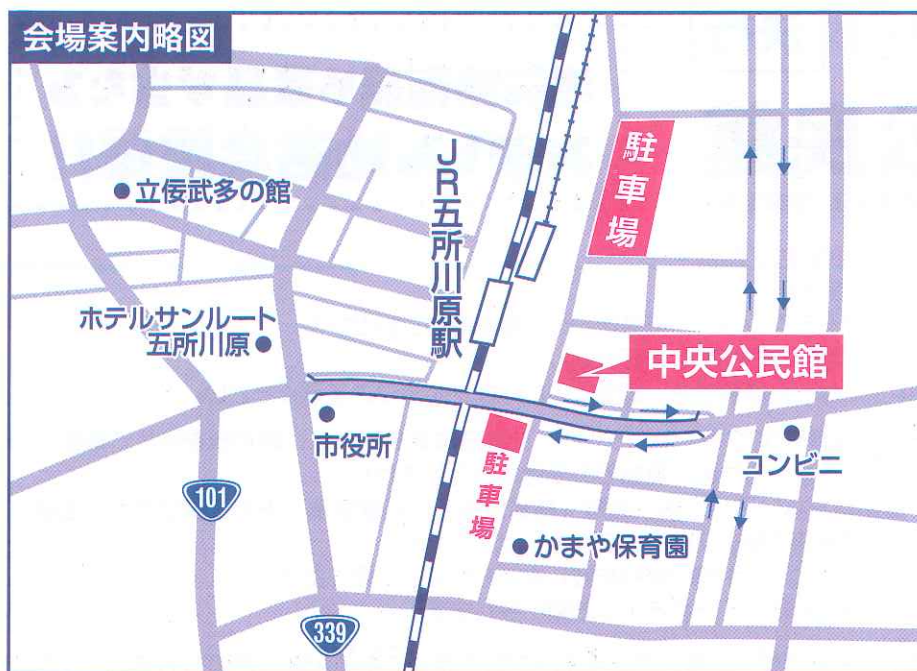 会場案内略図
立佞武多の館
JR五所川原駅
駐車場
ホテルサンルート
五所川原
中央公民館
市役所
駐車場
コンビニ
かまや保育園
101
339